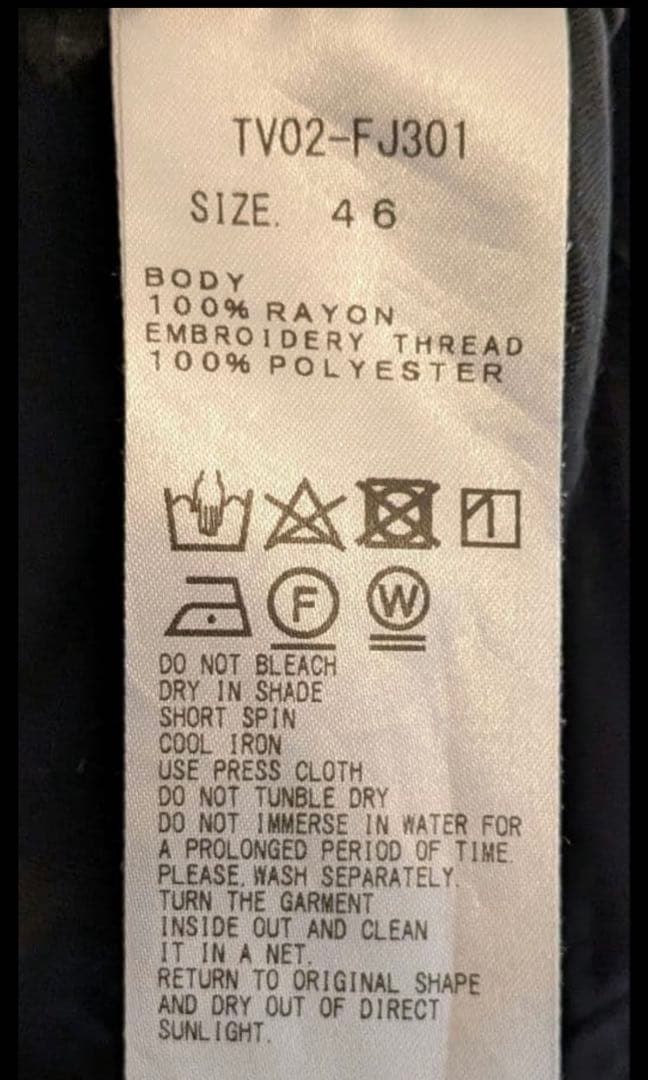 TV02-FJ301
SIZE. 46
BODY
100% RAYON
EMBROIDERY THREAD
100% POLYESTER
F W
DO NOT BLEACH
DRY IN SHADE
SHORT SPIN
COOL IRON
USE PRESS CLOTH
DO NOT TUNBLE DRY
DO NOT IMMERSE IN WATER FOR
A PROLONGED PERIOD OF TIME.
PLEASE. WASH SEPARATELY.
TURN THE GARMENT
INSIDE OUT AND CLEAN
IT IN A NET.
RETURN TO ORIGINAL SHAPE
AND DRY OUT OF DIRECT
SUNLIGHT.